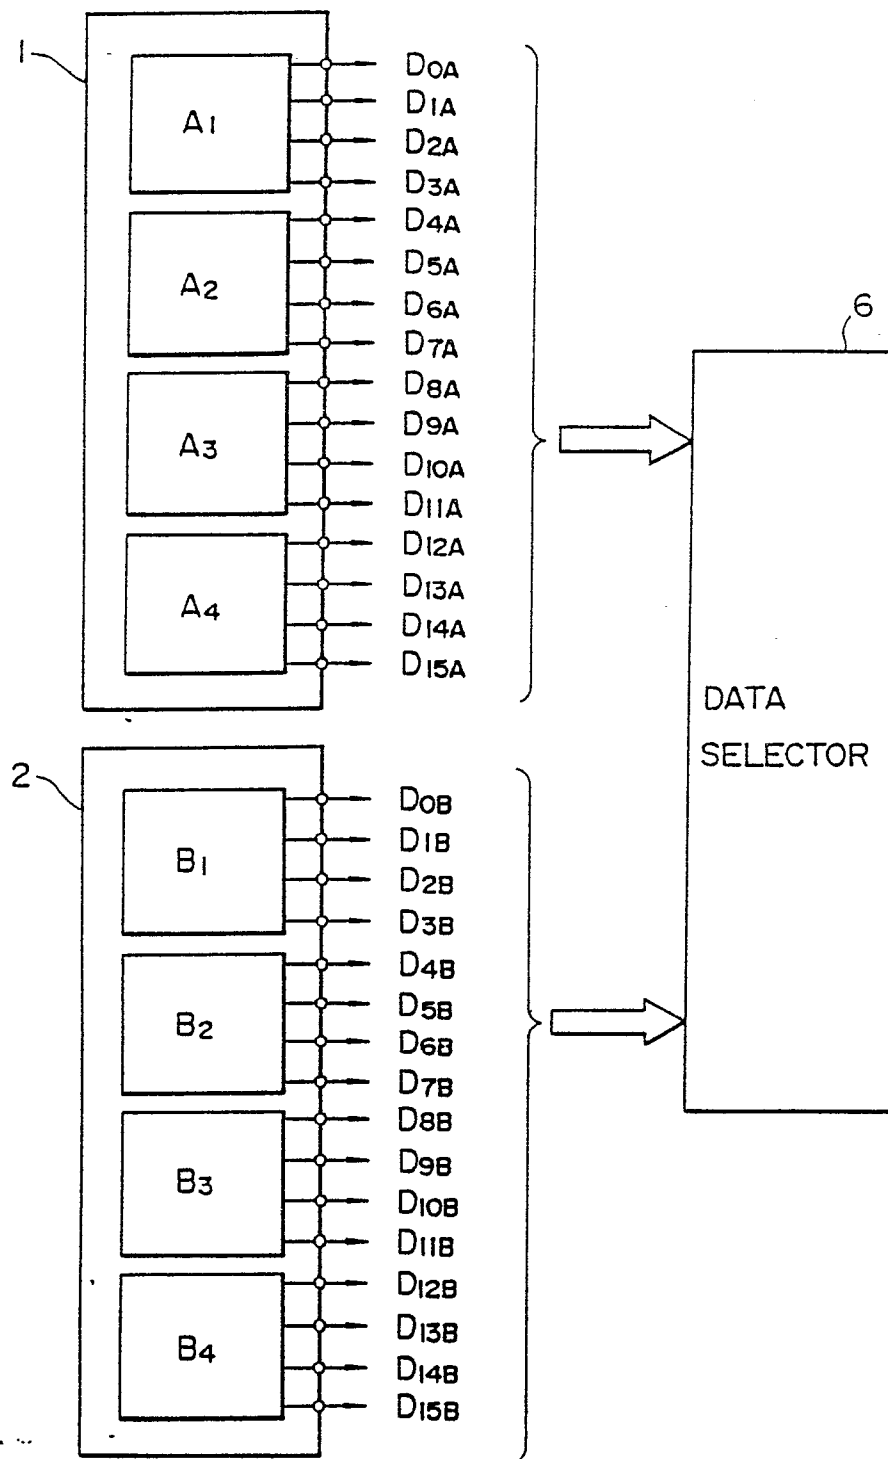 1
A1
D0A
D1A
D2A
D3A
A2
D4A
D5A
D6A
D7A
A3
D8A
D9A
D10A
D11A
A4
D12A
D13A
D14A
D15A
6
DATA
SELECTOR
2
B1
D0B
D1B
D2B
D3B
B2
D4B
D5B
D6B
D7B
B3
D8B
D9B
D10B
D11B
B4
D12B
D13B
D14B
D15B